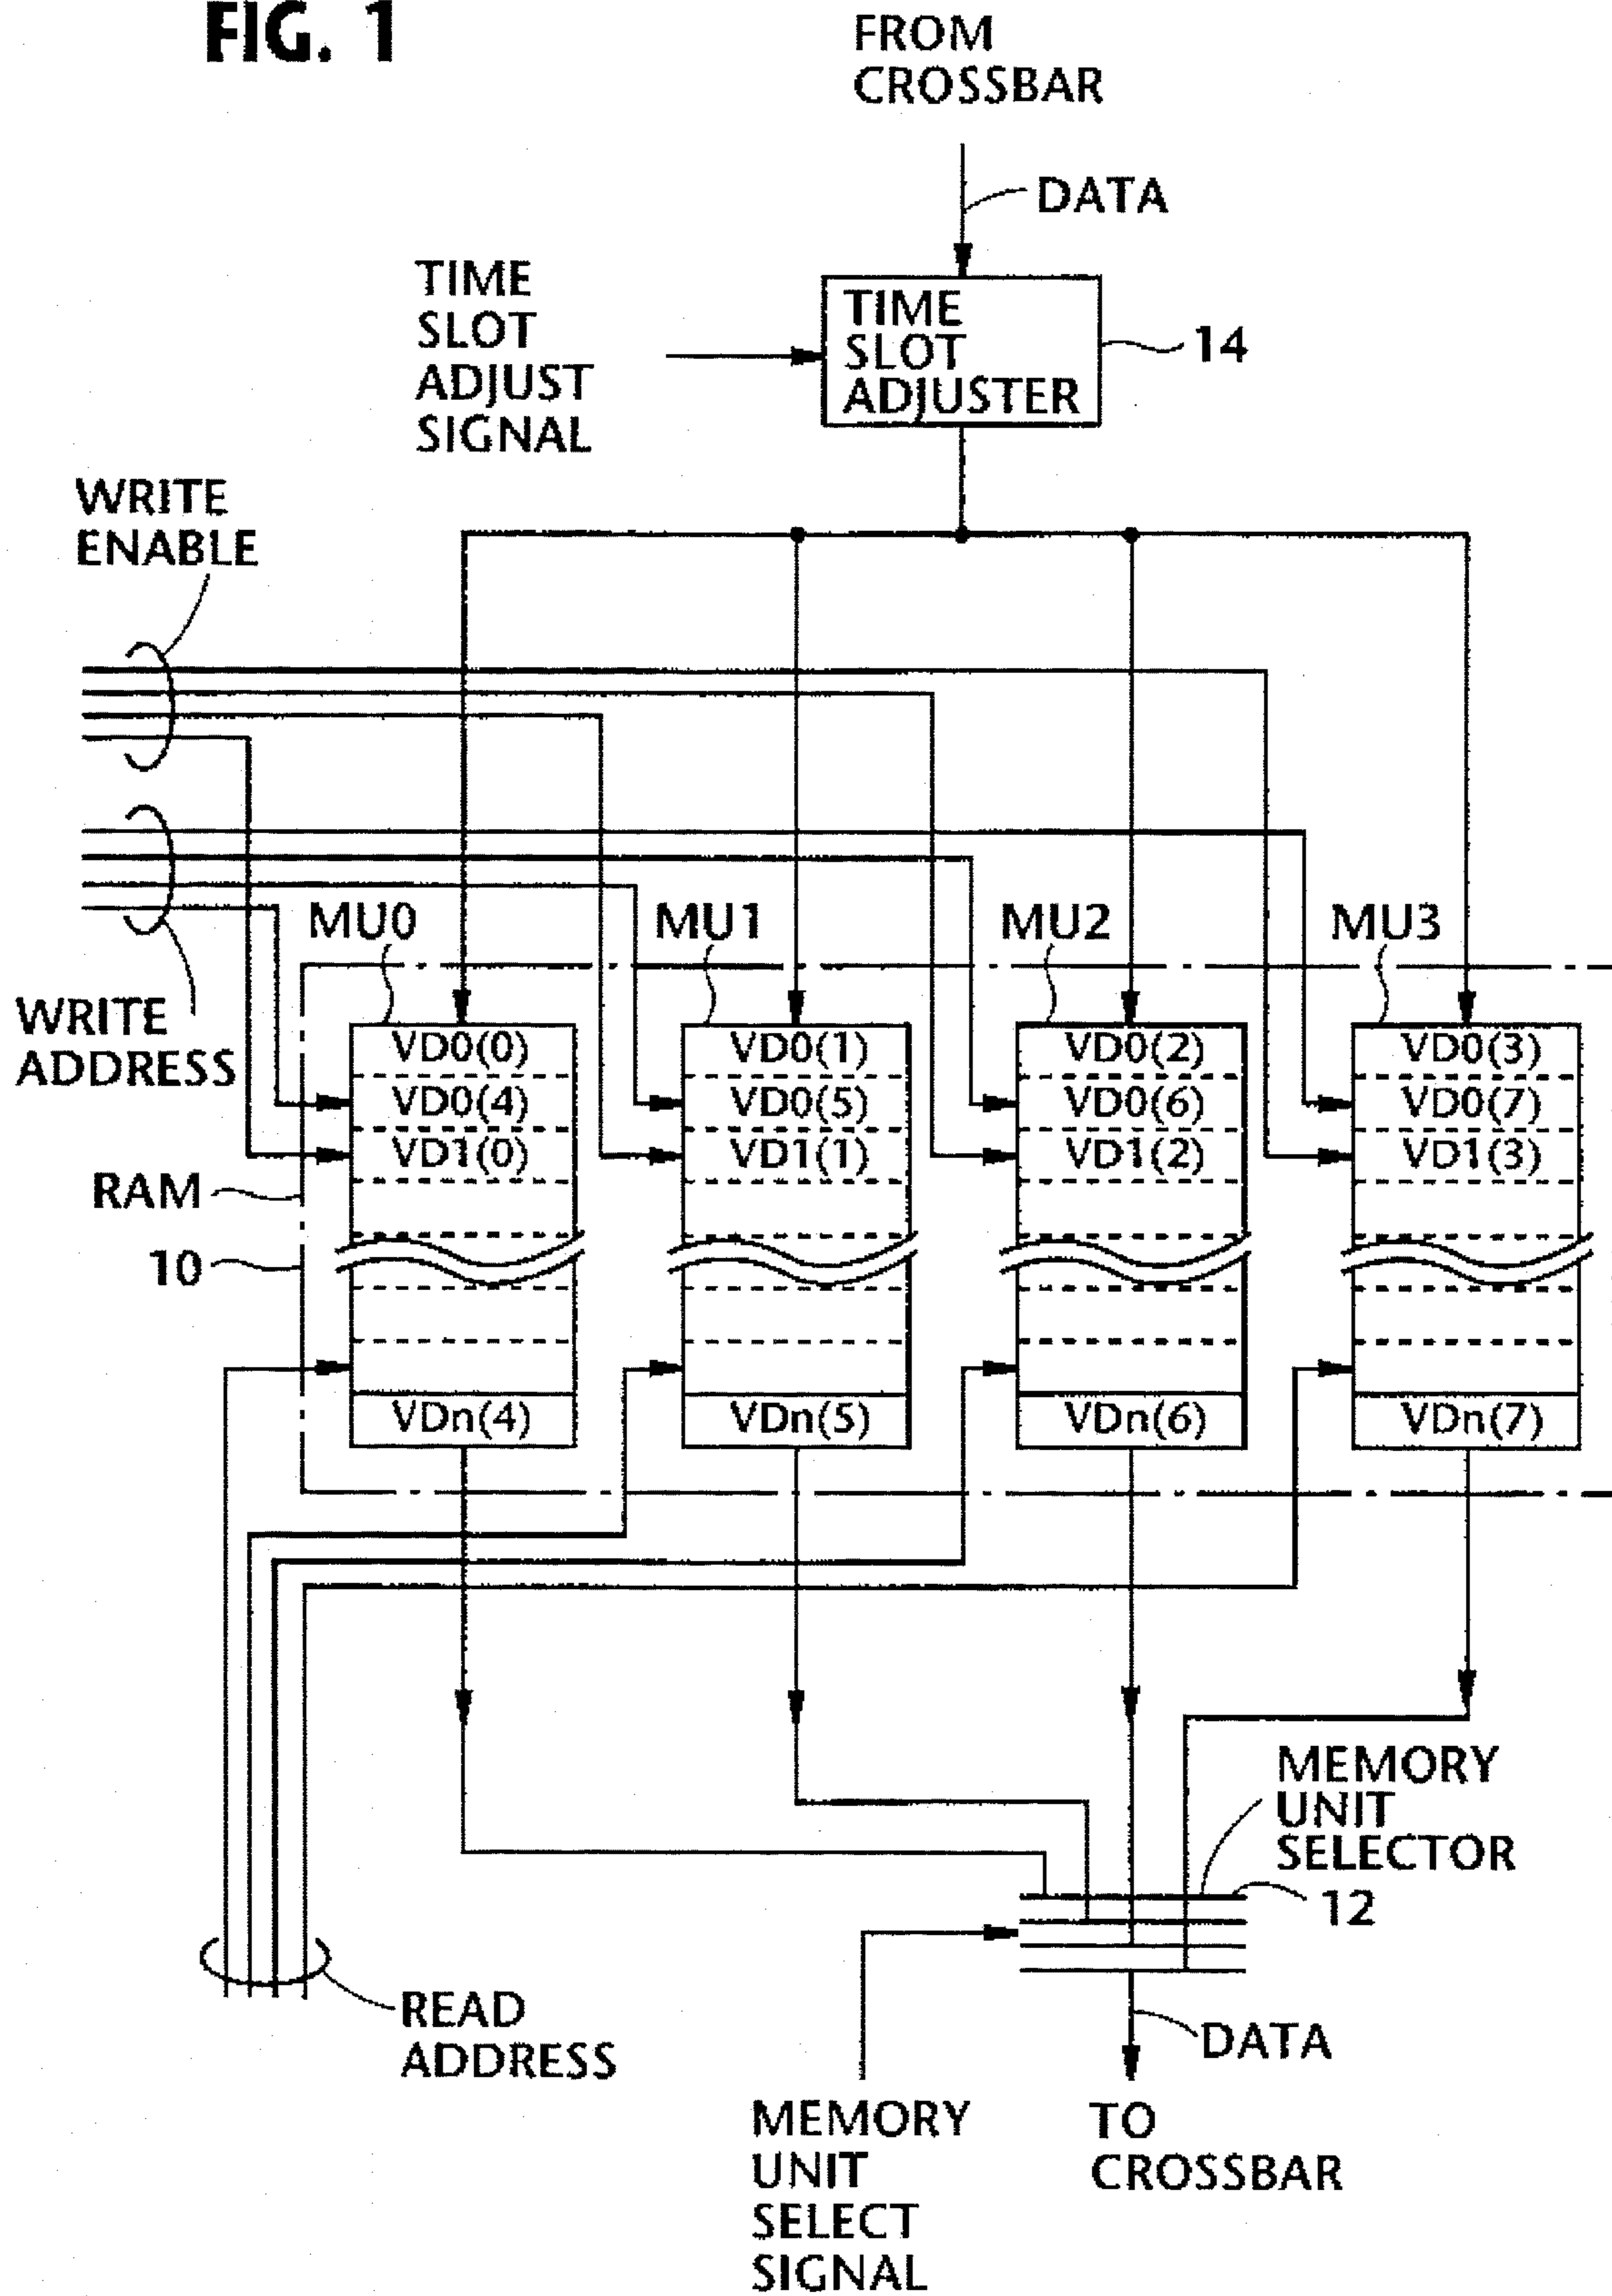 FIG. 1
FROM
CROSSBAR
DATA
TIME
SLOT
ADJUST
SIGNAL
TIME
SLOT
ADJUSTER
14
WRITE
ENABLE
WRITE
ADDRESS
MU0
MU1
MU2
MU3
VD0(0)
VD0(4)
VD1(0)
VDn(4)
VD0(1)
VD0(5)
VD1(1)
VDn(5)
VD0(2)
VD0(6)
VD1(2)
VDn(6)
VD0(3)
VD0(7)
VD1(3)
VDn(7)
RAM
10
MEMORY
UNIT
SELECTOR
12
READ
ADDRESS
DATA
MEMORY
UNIT
SELECT
SIGNAL
TO
CROSSBAR